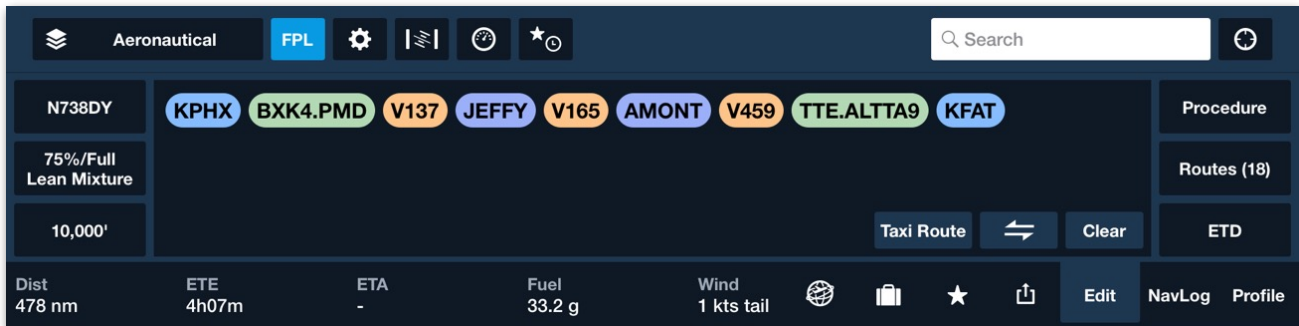 Aeronautical FPL Search
N738DY
75%/Full
Lean Mixture
10,000'
KPHX BXK4.PMD V137 JEFFY V165 AMONT V459 TTE.ALTTA9 KFAT
Taxi Route Clear
Procedure
Routes (18)
ETD
Dist ETE ETA Fuel Wind
478 nm 4h07m - 33.2 g 1 kts tail
Edit NavLog Profile